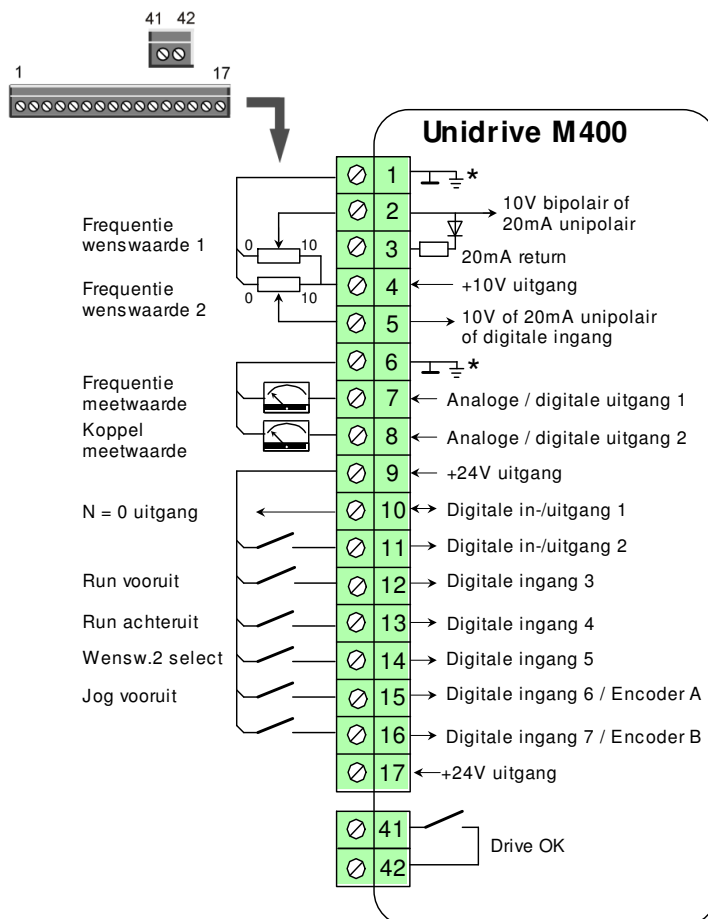 41 42
1 17
Unidrive M400
1 *
Frequentie
wenswaarde 1
0 10
2 10V bipolair of
20mA unipolair
3 20mA return
Frequentie
wenswaarde 2
0 10
4 +10V uitgang
5 10V of 20mA unipolair
of digitale ingang
6 *
Frequentie
meetwaarde
7 Analoge / digitale uitgang 1
Koppel
meetwaarde
8 Analoge / digitale uitgang 2
9 +24V uitgang
N = 0 uitgang 10 Digitale in-/uitgang 1
11 Digitale in-/uitgang 2
Run vooruit 12 Digitale ingang 3
Run achteruit 13 Digitale ingang 4
Wensw.2 select 14 Digitale ingang 5
Jog vooruit 15 Digitale ingang 6 / Encoder A
16 Digitale ingang 7 / Encoder B
17 +24V uitgang
41
Drive OK
42